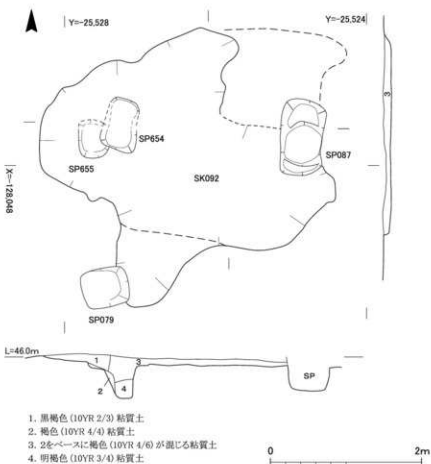 Y=-25,528
Y=-25,524
3
SP654
SP655
SP087
SK092
X=-128,048
SP079
L=46.0m
1
3
2
4
SP
1. 黒褐色(10YR 2/3)粘質土
2. 褐色(10YR 4/4)粘質土
3. 2をベースに褐色(10YR 4/6)が混じる粘質土
4. 明褐色(10YR 3/4)粘質土
0
2m